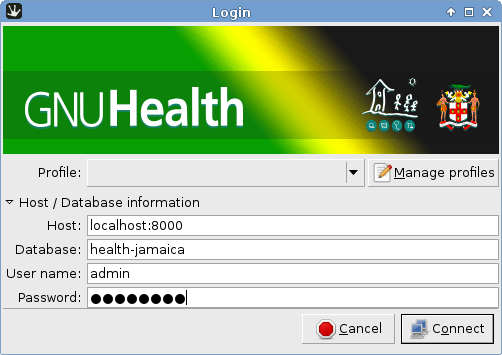 Login
GNUHealth
Profile:
Manage profiles
Host / Database information
Host: localhost:8000
Database: health-jamaica
User name: admin
Password: ●●●●●●●●
Cancel
Connect